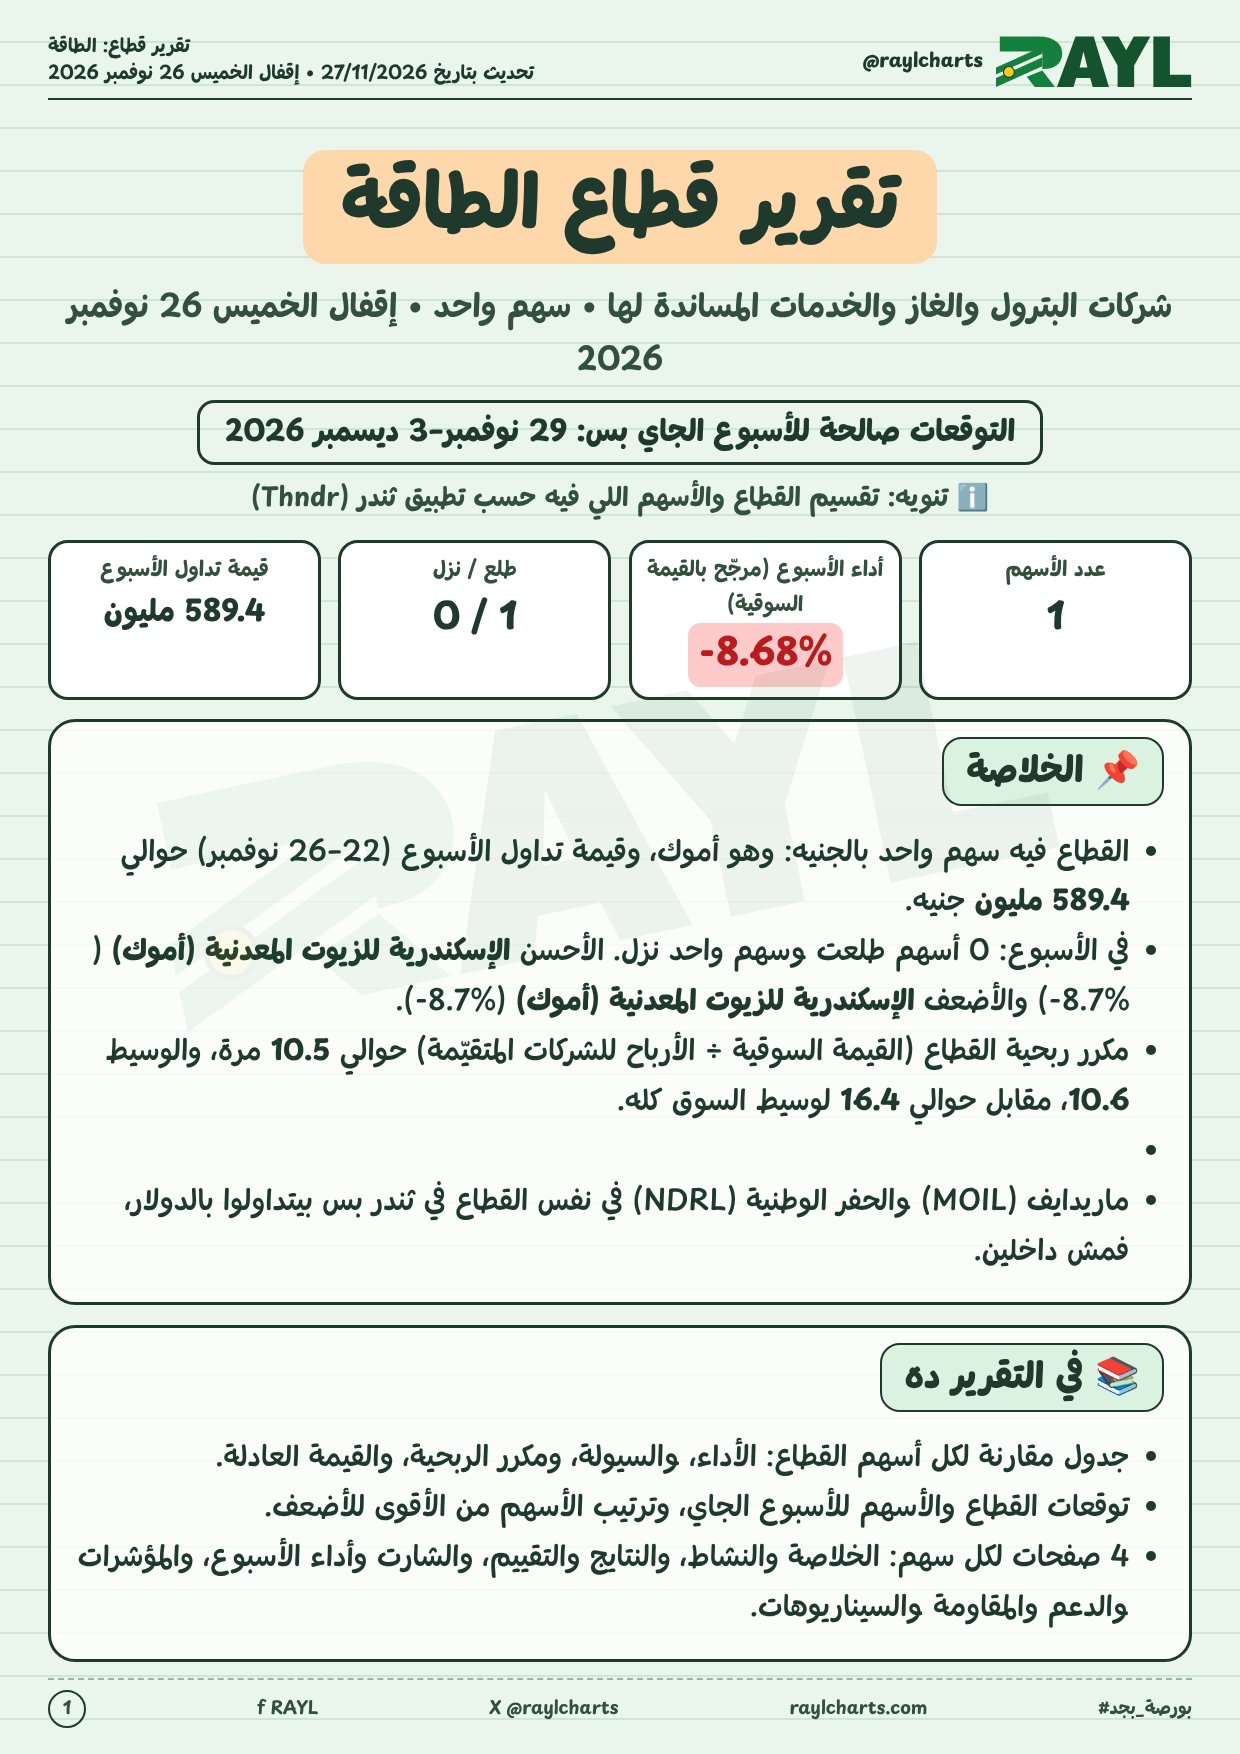 RAYL
@raylcharts
تقرير قطاع: الطاقة
تحديث بتاريخ 27/11/2026 • إقفال الخميس 26 نوفمبر 2026
تقرير قطاع الطاقة
شركات البترول والغاز والخدمات المساندة لها • سهم واحد • إقفال الخميس 26 نوفمبر
2026
التوقعات صالحة للأسبوع الجاي بس: 29 نوفمبر–3 ديسمبر 2026
ℹ️ تنويه: تقسيم القطاع والأسهم اللي فيه حسب تطبيق ثندر (Thndr)
عدد الأسهم
1
أداء الأسبوع (مرجّح بالقيمة
السوقية)
-8.68%
طلع / نزل
0 / 1
قيمة تداول الأسبوع
589.4 مليون
📌 الخلاصة
• القطاع فيه سهم واحد بالجنيه: وهو أموك، وقيمة تداول الأسبوع (22–26 نوفمبر) حوالي
589.4 مليون جنيه.
• في الأسبوع: 0 أسهم طلعت وسهم واحد نزل. الأحسن الإسكندرية للزيوت المعدنية (أموك) (
-8.7%) والأضعف الإسكندرية للزيوت المعدنية (أموك) (-8.7%).
• مكرر ربحية القطاع (القيمة السوقية ÷ الأرباح للشركات المتقيّمة) حوالي 10.5 مرة، والوسيط
10.6، مقابل حوالي 16.4 لوسيط السوق كله.
•
• ماريدايف (MOIL) والحفر الوطنية (NDRL) في نفس القطاع في ثندر بس بيتداولوا بالدولار،
فمش داخلين.
📚 في التقرير دة
• جدول مقارنة لكل أسهم القطاع: الأداء، والسيولة، ومكرر الربحية، والقيمة العادلة.
• توقعات القطاع والأسهم للأسبوع الجاي، وترتيب الأسهم من الأقوى للأضعف.
• 4 صفحات لكل سهم: الخلاصة والنشاط، والنتايج والتقييم، والشارت وأداء الأسبوع، والمؤشرات
والدعم والمقاومة والسيناريوهات.
#بورصة_بجد
raylcharts.com
X @raylcharts
f RAYL
1